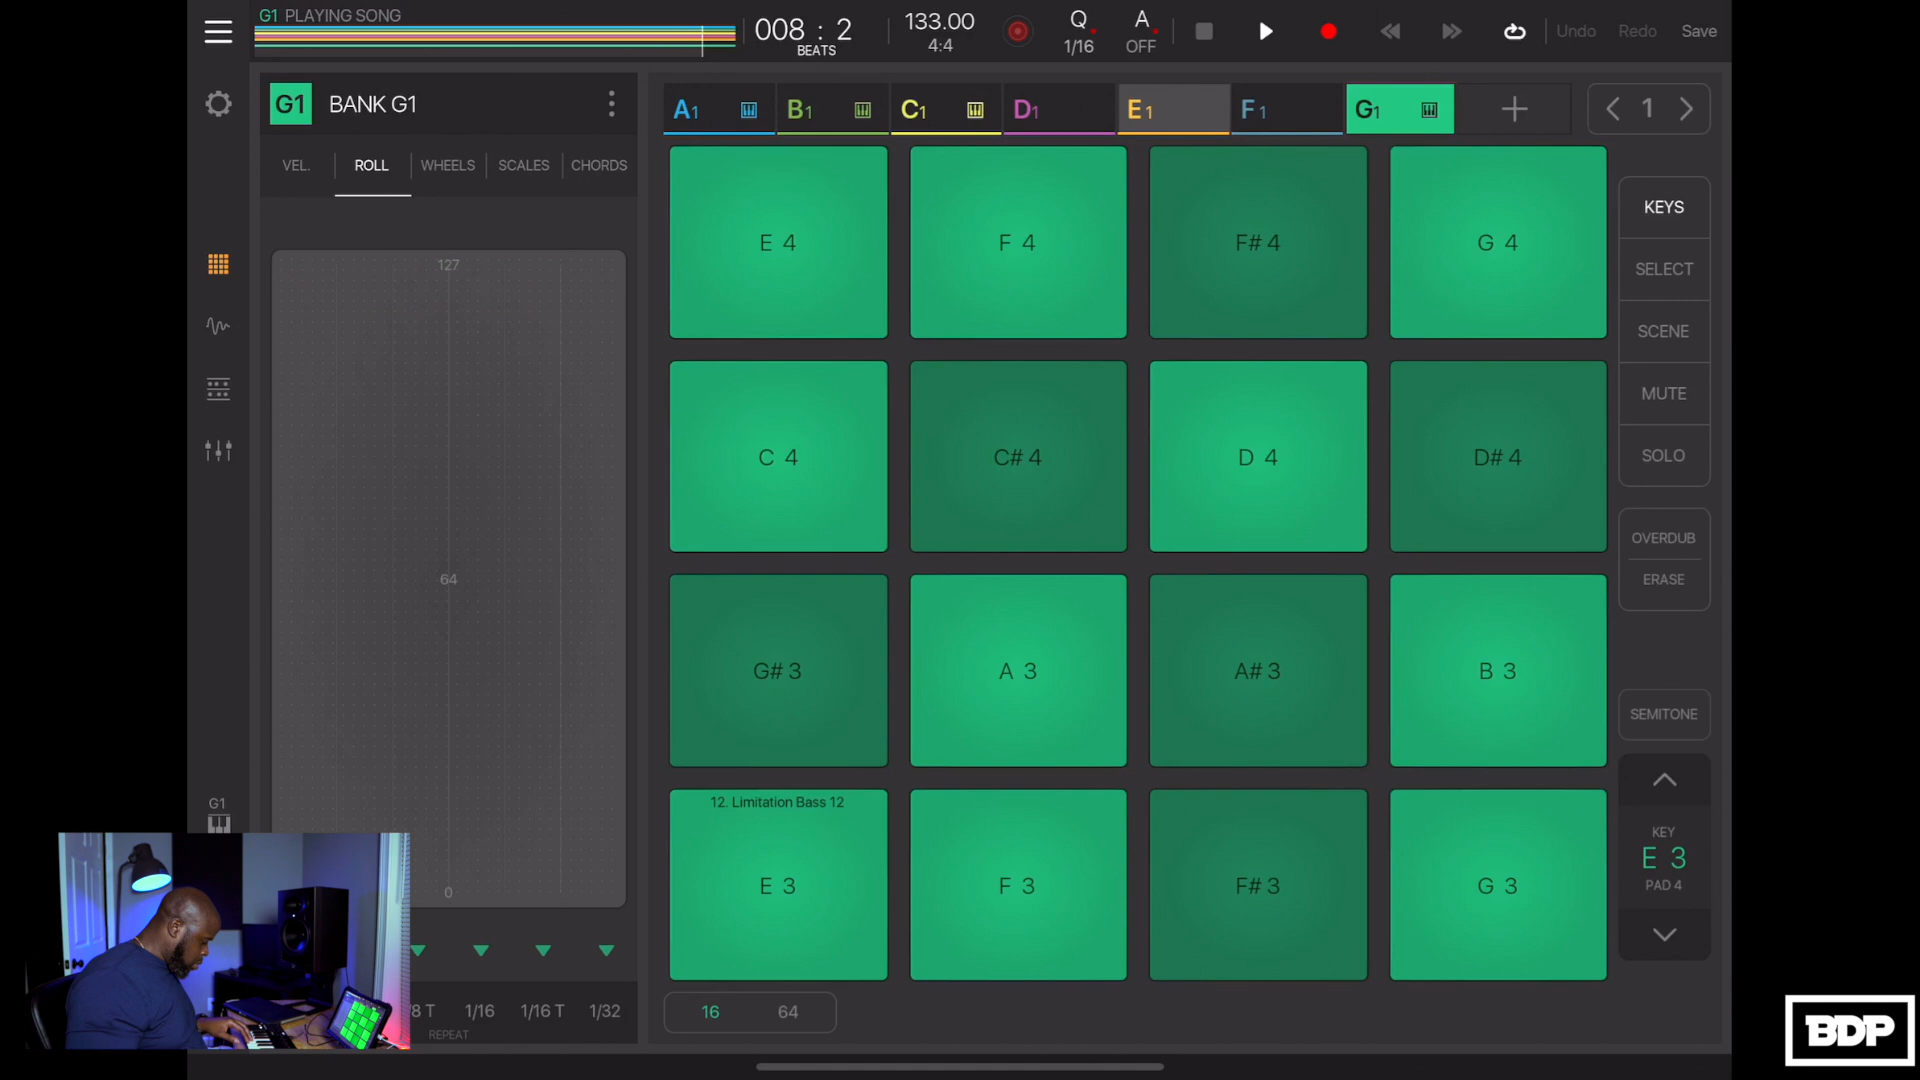 G1 PLAYING SONG
008 : 2
BEATS
133.00
4:4
Q
1/16
A
OFF
Undo
Redo
Save
G1
BANK G1
A1
B1
C1
D1
E1
F1
G1
1
VEL.
ROLL
WHEELS
SCALES
CHORDS
127
64
0
E 4
F 4
F# 4
G 4
C 4
C# 4
D 4
D# 4
G# 3
A 3
A# 3
B 3
12. Limitation Bass 12
E 3
F 3
F# 3
G 3
KEYS
SELECT
SCENE
MUTE
SOLO
OVERDUB
ERASE
SEMITONE
KEY
E 3
PAD 4
G1
/8 T
1/16
1/16 T
1/32
REPEAT
16
64
BDP